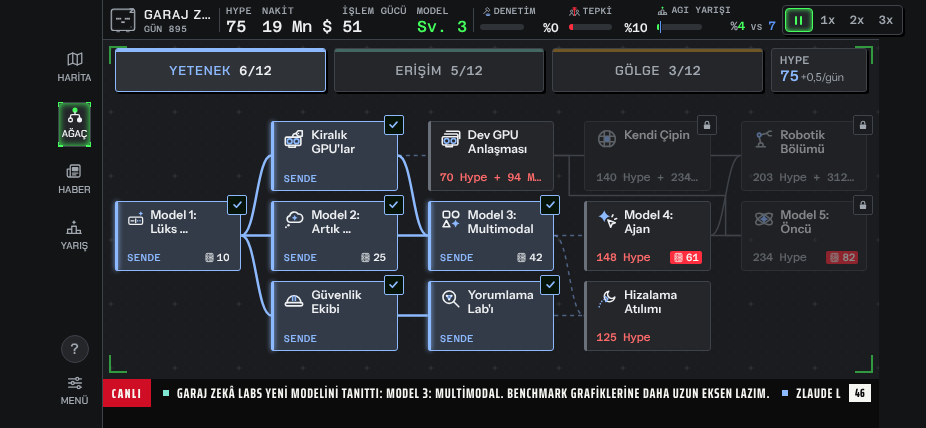 GARAJ Z…
GÜN 895
HYPE
75
NAKİT
19 Mn $
İŞLEM GÜCÜ
51
MODEL
Sv. 3
DENETİM
%0
TEPKİ
%10
AGI YARIŞI
%4 vs 7
1x
2x
3x
HARİTA
AĞAÇ
HABER
YARIŞ
?
MENÜ
YETENEK 6/12
ERİŞİM 5/12
GÖLGE 3/12
HYPE
75 +0,5/gün
Kiralık
GPU'lar
SENDE
Dev GPU
Anlaşması
70 Hype + 94 M…
Kendi Çipin
140 Hype + 234…
Robotik
Bölümü
203 Hype + 312…
Model 1:
Lüks …
SENDE
10
Model 2:
Artık …
SENDE
25
Model 3:
Multimodal
SENDE
42
Model 4:
Ajan
148 Hype
61
Model 5:
Öncü
234 Hype
82
Güvenlik
Ekibi
SENDE
Yorumlama
Lab'ı
SENDE
Hizalama
Atılımı
125 Hype
CANLI
GARAJ ZEKÂ LABS YENİ MODELİNİ TANITTI: MODEL 3: MULTIMODAL. BENCHMARK GRAFİKLERİNE DAHA UZUN EKSEN LAZIM.
ZLAUDE L
46